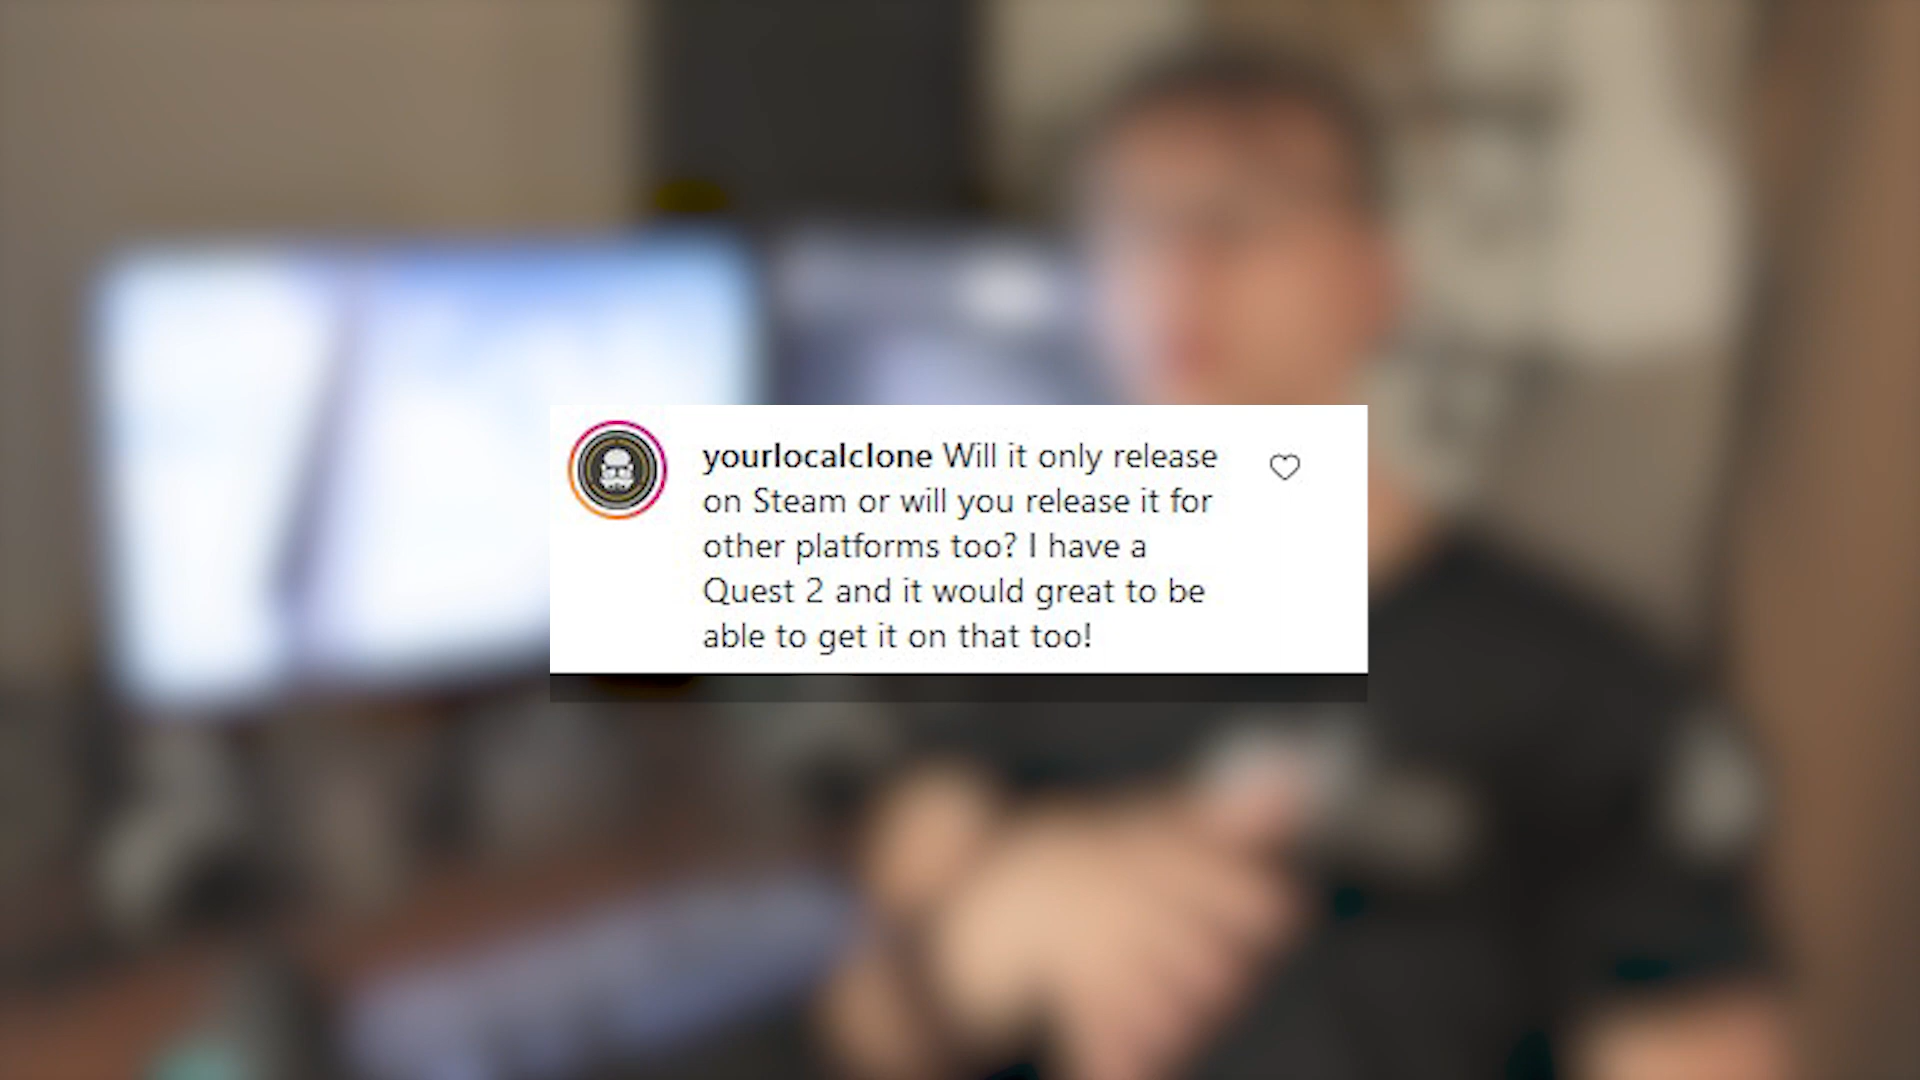 yourlocalclone Will it only release
on Steam or will you release it for
other platforms too? I have a
Quest 2 and it would great to be
able to get it on that too!